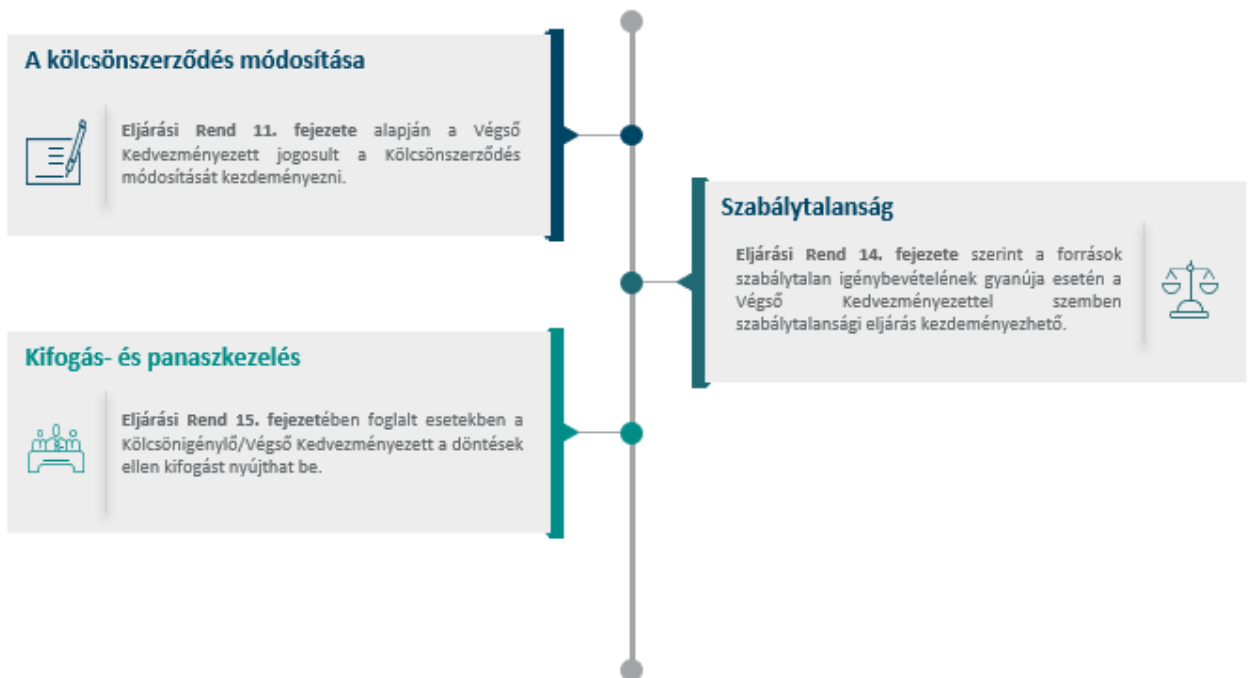 A kölcsönszerződés módosítása
Eljárási Rend 11. fejezete alapján a Végső
Kedvezményezett jogosult a Kölcsönszerződés
módosítását kezdeményezni.
Szabálytalanság
Eljárási Rend 14. fejezete szerint a források
szabálytalan igénybevételének gyanúja esetén a
Végső Kedvezményezettel szemben
szabálytalansági eljárás kezdeményezhető.
Kifogás- és panaszkezelés
Eljárási Rend 15. fejezetében foglalt esetekben a
Kölcsönigénylő/Végső Kedvezményezett a döntések
ellen kifogást nyújthat be.